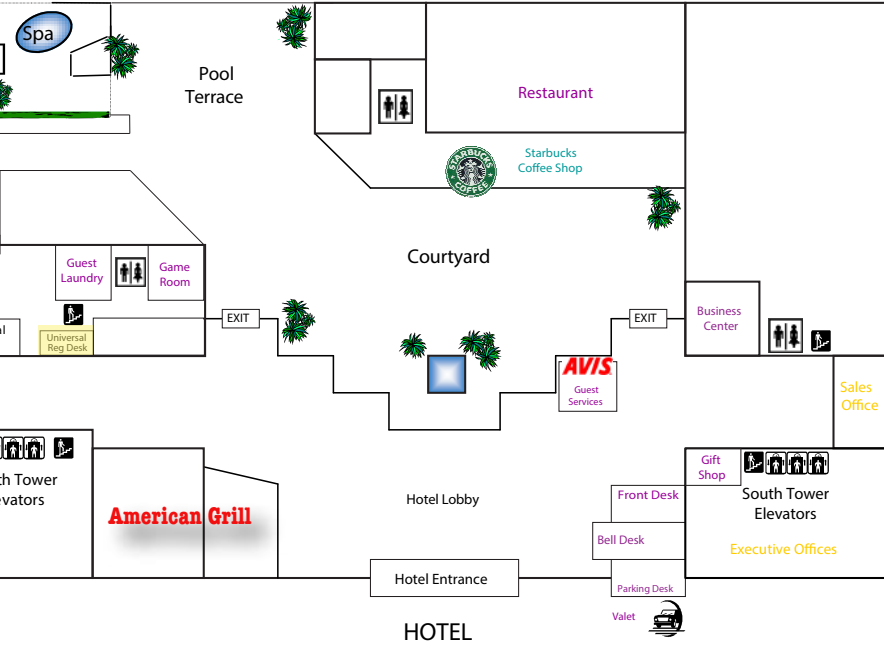 Spa
Pool
Terrace
Restaurant
STARBUCKS
COFFEE
Starbucks
Coffee Shop
Courtyard
Guest
Laundry
Game
Room
EXIT
EXIT
Business
Center
Universal
Reg Desk
al
AVIS
Guest
Services
Sales
Office
th Tower
evators
American Grill
Hotel Lobby
Gift
Shop
Front Desk
South Tower
Elevators
Bell Desk
Executive Offices
Hotel Entrance
Parking Desk
Valet
HOTEL